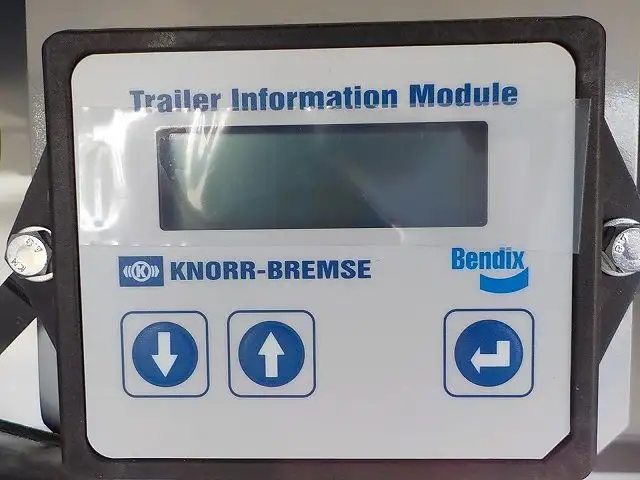 Trailer Information Module
KNORR-BREMSE
Bendix